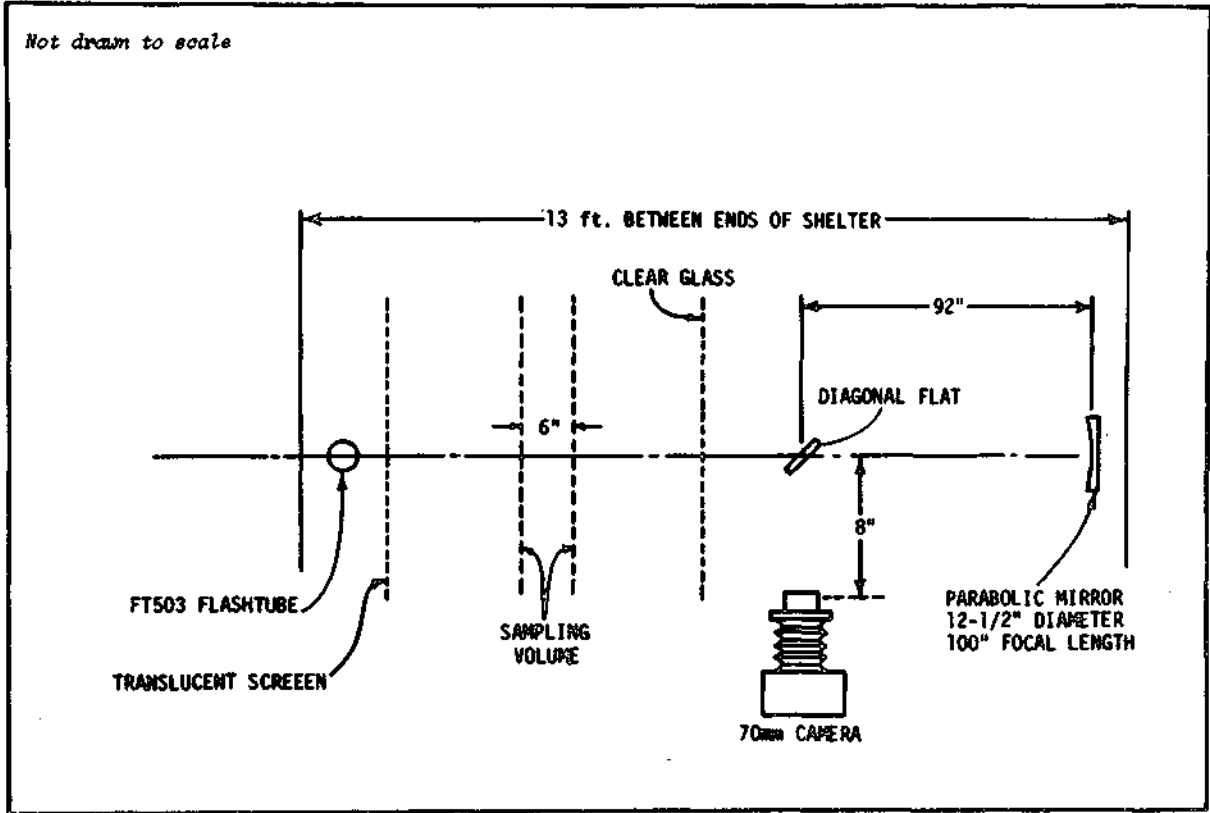 Not drawn to scale
13 ft. BETWEEN ENDS OF SHELTER
CLEAR GLASS
92"
DIAGONAL FLAT
6"
8"
FT503 FLASHTUBE
SAMPLING
VOLUME
PARABOLIC MIRROR
12-1/2" DIAMETER
100" FOCAL LENGTH
TRANSLUCENT SCREEEN
70mm CAMERA